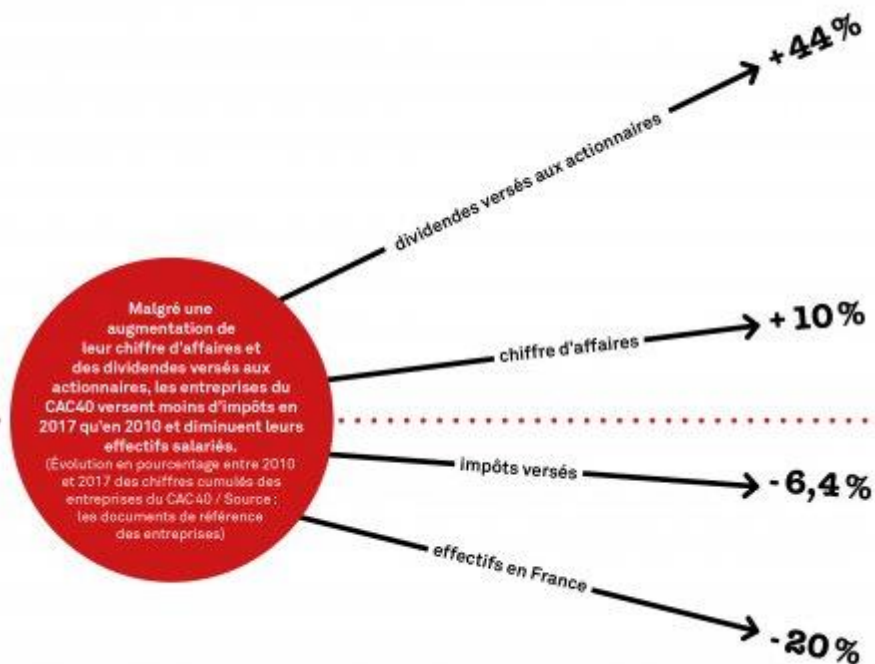 +44%
dividendes versés aux actionnaires
Malgré une
augmentation de
leur chiffre d'affaires et
des dividendes versés aux
actionnaires, les entreprises du
CAC40 versent moins d'impôts en
2017 qu'en 2010 et diminuent leurs
effectifs salariés.
(Évolution en pourcentage entre 2010
et 2017 des chiffres cumulés des
entreprises du CAC40 / Source :
les documents de référence
des entreprises)
+ 10%
chiffre d'affaires
impôts versés
- 6,4%
effectifs en France
-20%